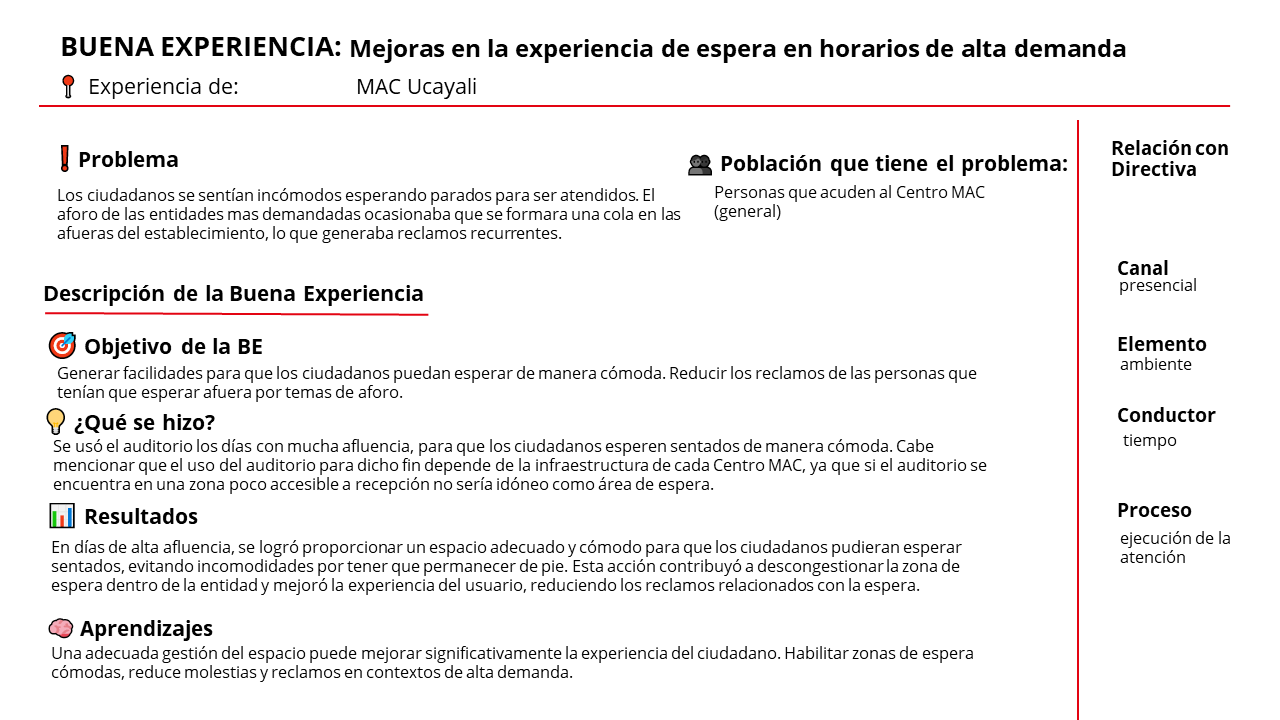 BUENA EXPERIENCIA: Mejoras en la experiencia de espera en horarios de alta demanda
Experiencia de: MAC Ucayali
Problema
Los ciudadanos se sentían incómodos esperando parados para ser atendidos. El
aforo de las entidades mas demandadas ocasionaba que se formara una cola en las
afueras del establecimiento, lo que generaba reclamos recurrentes.
Población que tiene el problema:
Personas que acuden al Centro MAC
(general)
Descripción de la Buena Experiencia
Objetivo de la BE
Generar facilidades para que los ciudadanos puedan esperar de manera cómoda. Reducir los reclamos de las personas que
tenían que esperar afuera por temas de aforo.
¿Qué se hizo?
Se usó el auditorio los días con mucha afluencia, para que los ciudadanos esperen sentados de manera cómoda. Cabe
mencionar que el uso del auditorio para dicho fin depende de la infraestructura de cada Centro MAC, ya que si el auditorio se
encuentra en una zona poco accesible a recepción no sería idóneo como área de espera.
Resultados
En días de alta afluencia, se logró proporcionar un espacio adecuado y cómodo para que los ciudadanos pudieran esperar
sentados, evitando incomodidades por tener que permanecer de pie. Esta acción contribuyó a descongestionar la zona de
espera dentro de la entidad y mejoró la experiencia del usuario, reduciendo los reclamos relacionados con la espera.
Aprendizajes
Una adecuada gestión del espacio puede mejorar significativamente la experiencia del ciudadano. Habilitar zonas de espera
cómodas, reduce molestias y reclamos en contextos de alta demanda.
Relación con
Directiva
Canal
presencial
Elemento
ambiente
Conductor
tiempo
Proceso
ejecución de la
atención